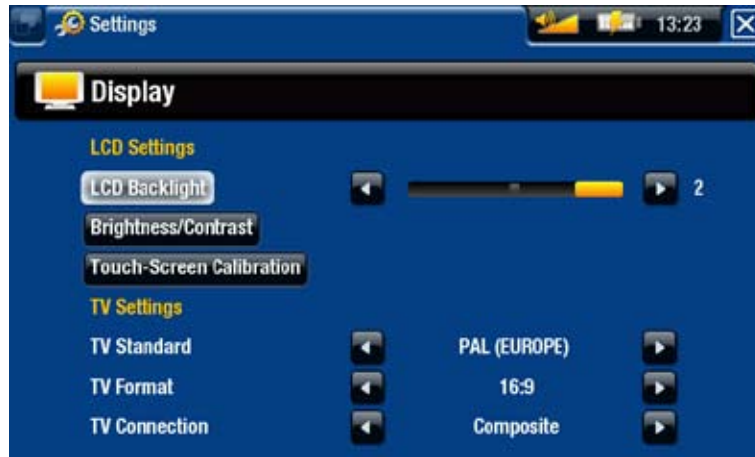 Settings 13:23
Display
LCD Settings
LCD Backlight 2
Brightness/Contrast
Touch-Screen Calibration
TV Settings
TV Standard PAL (EUROPE)
TV Format 16:9
TV Connection Composite